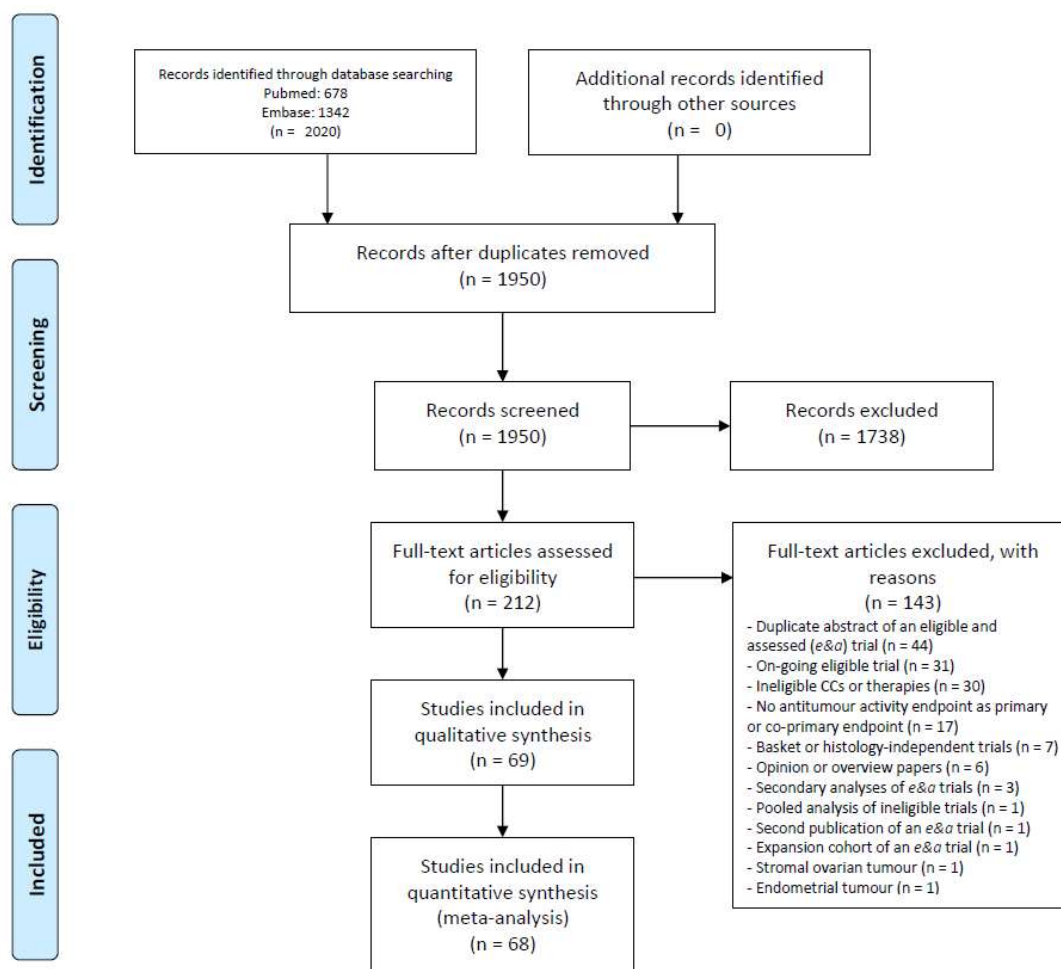 Identification
Records identified through database searching
Pubmed: 678
Embase: 1342
(n = 2020)
Additional records identified
through other sources
(n = 0)
Records after duplicates removed
(n = 1950)
Screening
Records screened
(n = 1950)
Records excluded
(n = 1738)
Eligibility
Full-text articles assessed
for eligibility
(n = 212)
Full-text articles excluded, with
reasons
(n = 143)
- Duplicate abstract of an eligible and
assessed (e&a) trial (n = 44)
- On-going eligible trial (n = 31)
- Ineligible CCs or therapies (n = 30)
- No antitumour activity endpoint as primary
or co-primary endpoint (n = 17)
- Basket or histology-independent trials (n = 7)
- Opinion or overview papers (n = 6)
- Secondary analyses of e&a trials (n = 3)
- Pooled analysis of ineligible trials (n = 1)
- Second publication of an e&a trial (n = 1)
- Expansion cohort of an e&a trial (n = 1)
- Stromal ovarian tumour (n = 1)
- Endometrial tumour (n = 1)
Studies included in
qualitative synthesis
(n = 69)
Included
Studies included in
quantitative synthesis
(meta-analysis)
(n = 68)